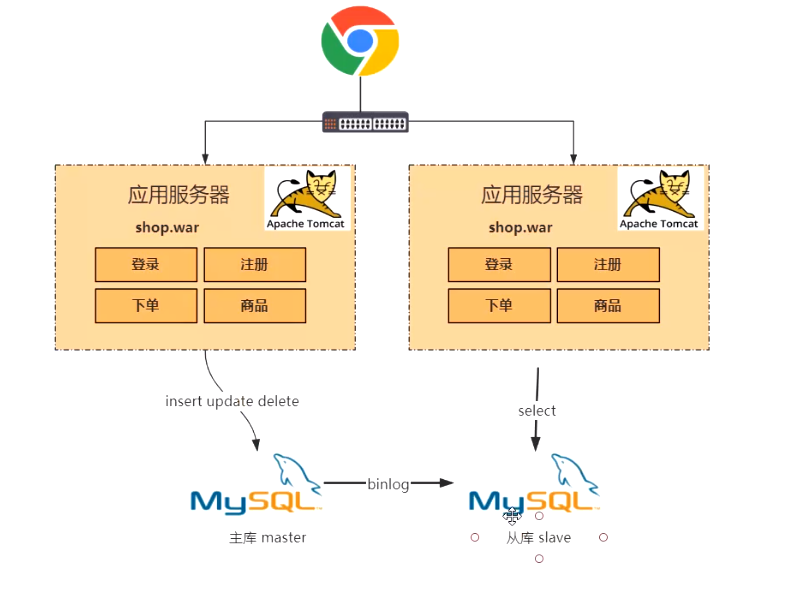 应用服务器
Apache Tomcat
shop.war
登录 注册
下单 商品
应用服务器
Apache Tomcat
shop.war
登录 注册
下单 商品
insert update delete
select
MySQL
binlog
MySQL
主库 master
从库 slave